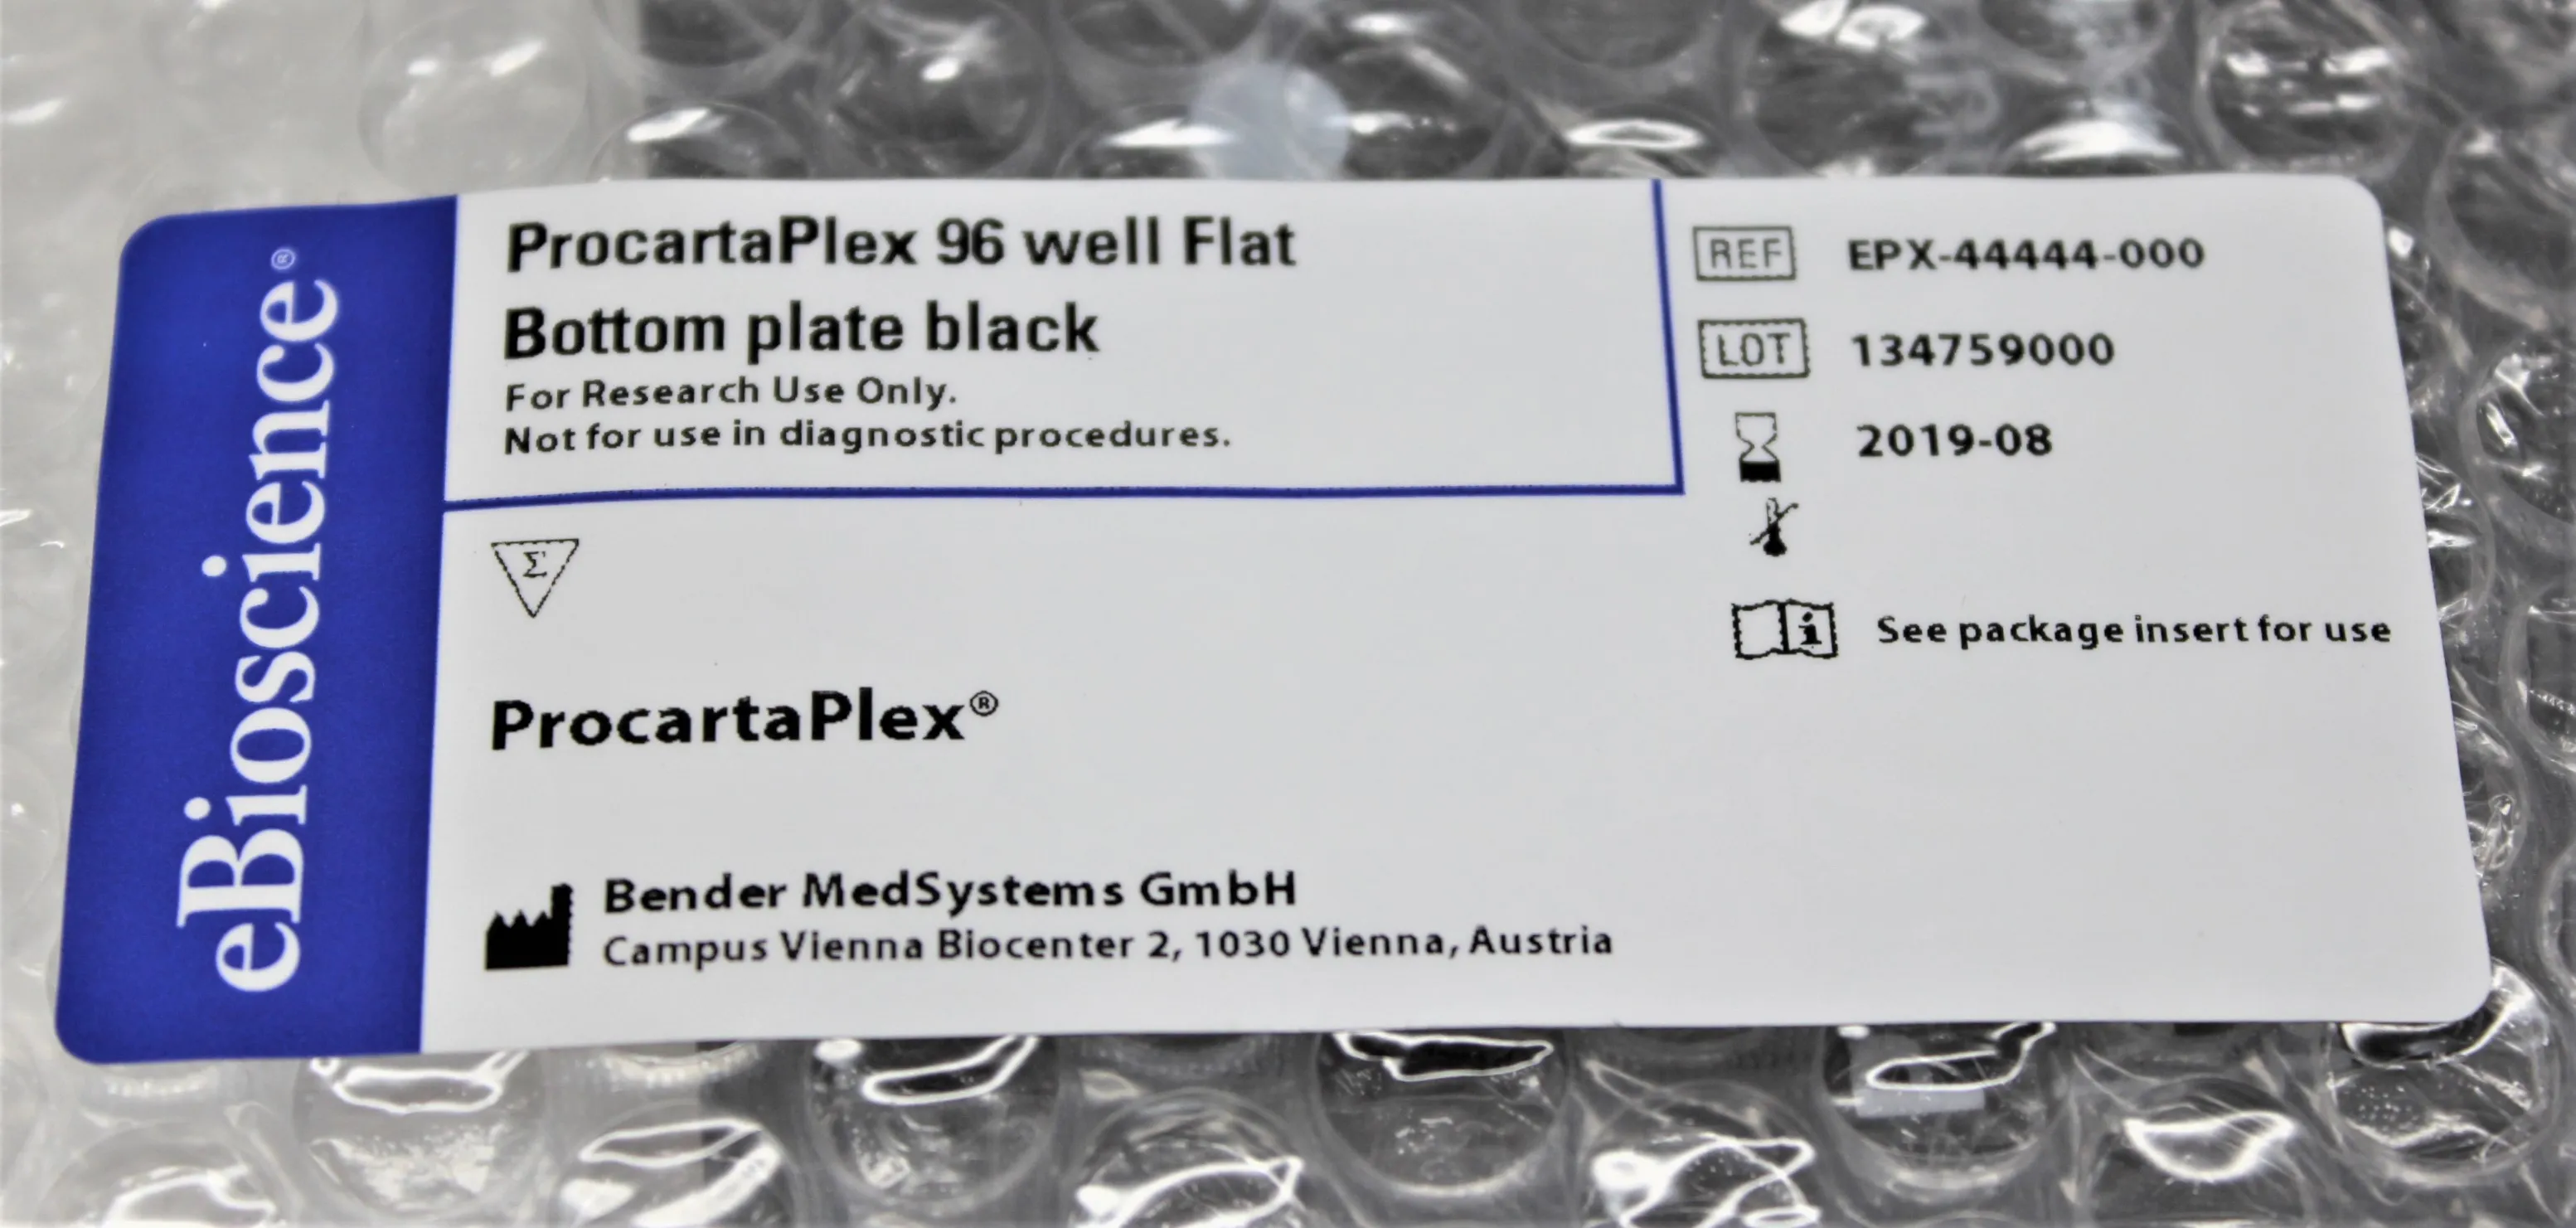 eBioscience®
ProcartaPlex 96 well Flat
Bottom plate black
For Research Use Only.
Not for use in diagnostic procedures.
REF EPX-44444-000
LOT 134759000
2019-08
See package insert for use
Σ
ProcartaPlex®
Bender MedSystems GmbH
Campus Vienna Biocenter 2, 1030 Vienna, Austria